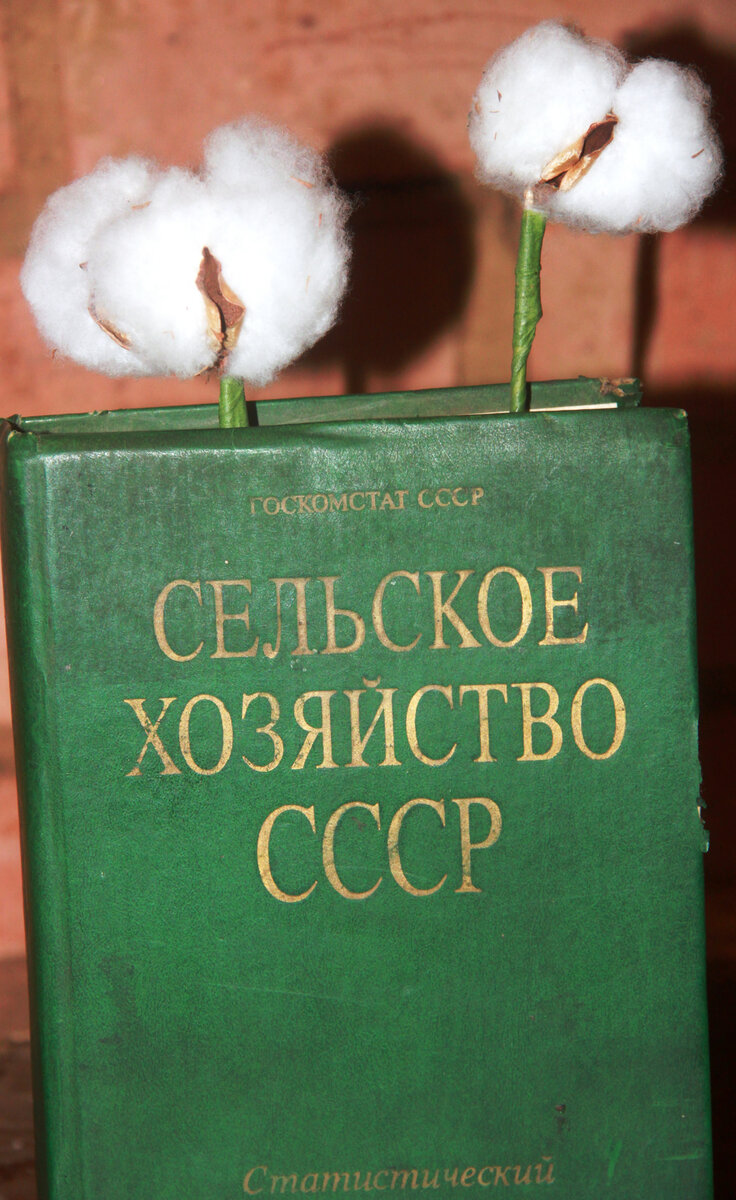 ГОСКОМСТАТ СССР
СЕЛЬСКОЕ
ХОЗЯЙСТВО
СССР
Статистический